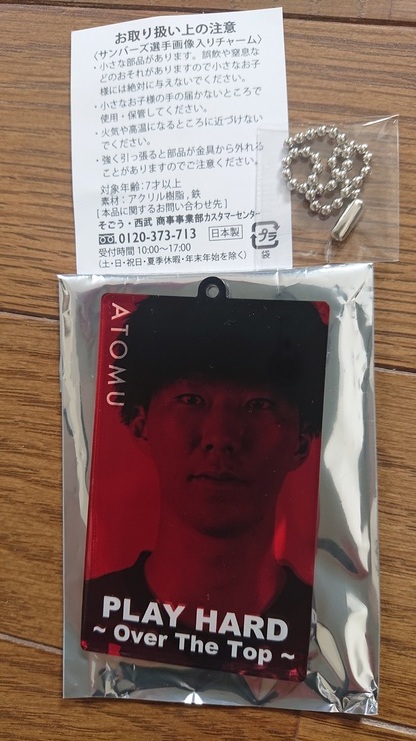 お取り扱い上の注意
〈サンバーズ選手画像入りチャーム〉
・小さな部品があります。誤飲や窒息な
どのおそれがありますので小さなお子
様には絶対に与えないでください。
・小さなお子様の手の届かないところで
使用・保管してください。
・火気や高温になるところに近づけない
でください。
・強く引っ張ると部品が金具から外れる
ことがありますのでご注意ください。
対象年齢:7才以上
素材:アクリル樹脂,鉄
[本品に関するお問い合わせ先]
そごう・西武 商事事業部カスタマーセンター
0120-373-713 日本製
受付時間 10:00~17:00
(土・日・祝日・夏季休暇・年末年始を除く)
プラ
袋
ATOMU
PLAY HARD
~ Over The Top ~